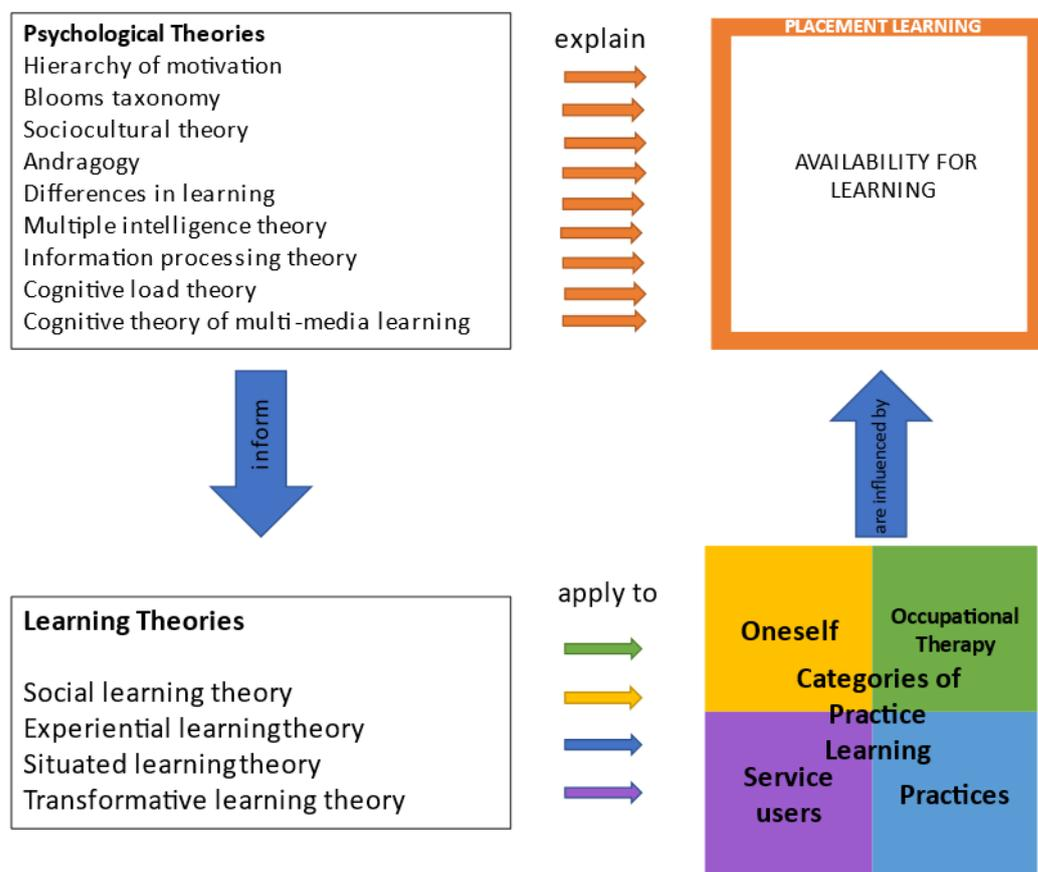 Psychological Theories
Hierarchy of motivation
Blooms taxonomy
Sociocultural theory
Andragogy
Differences in learning
Multiple intelligence theory
Information processing theory
Cognitive load theory
Cognitive theory of multi-media learning
explain
PLACEMENT LEARNING
AVAILABILITY FOR
LEARNING
inform
are influenced by
Learning Theories
Social learning theory
Experiential learningtheory
Situated learningtheory
Transformative learning theory
apply to
Oneself
Occupational
Therapy
Categories of
Practice
Learning
Service
users
Practices